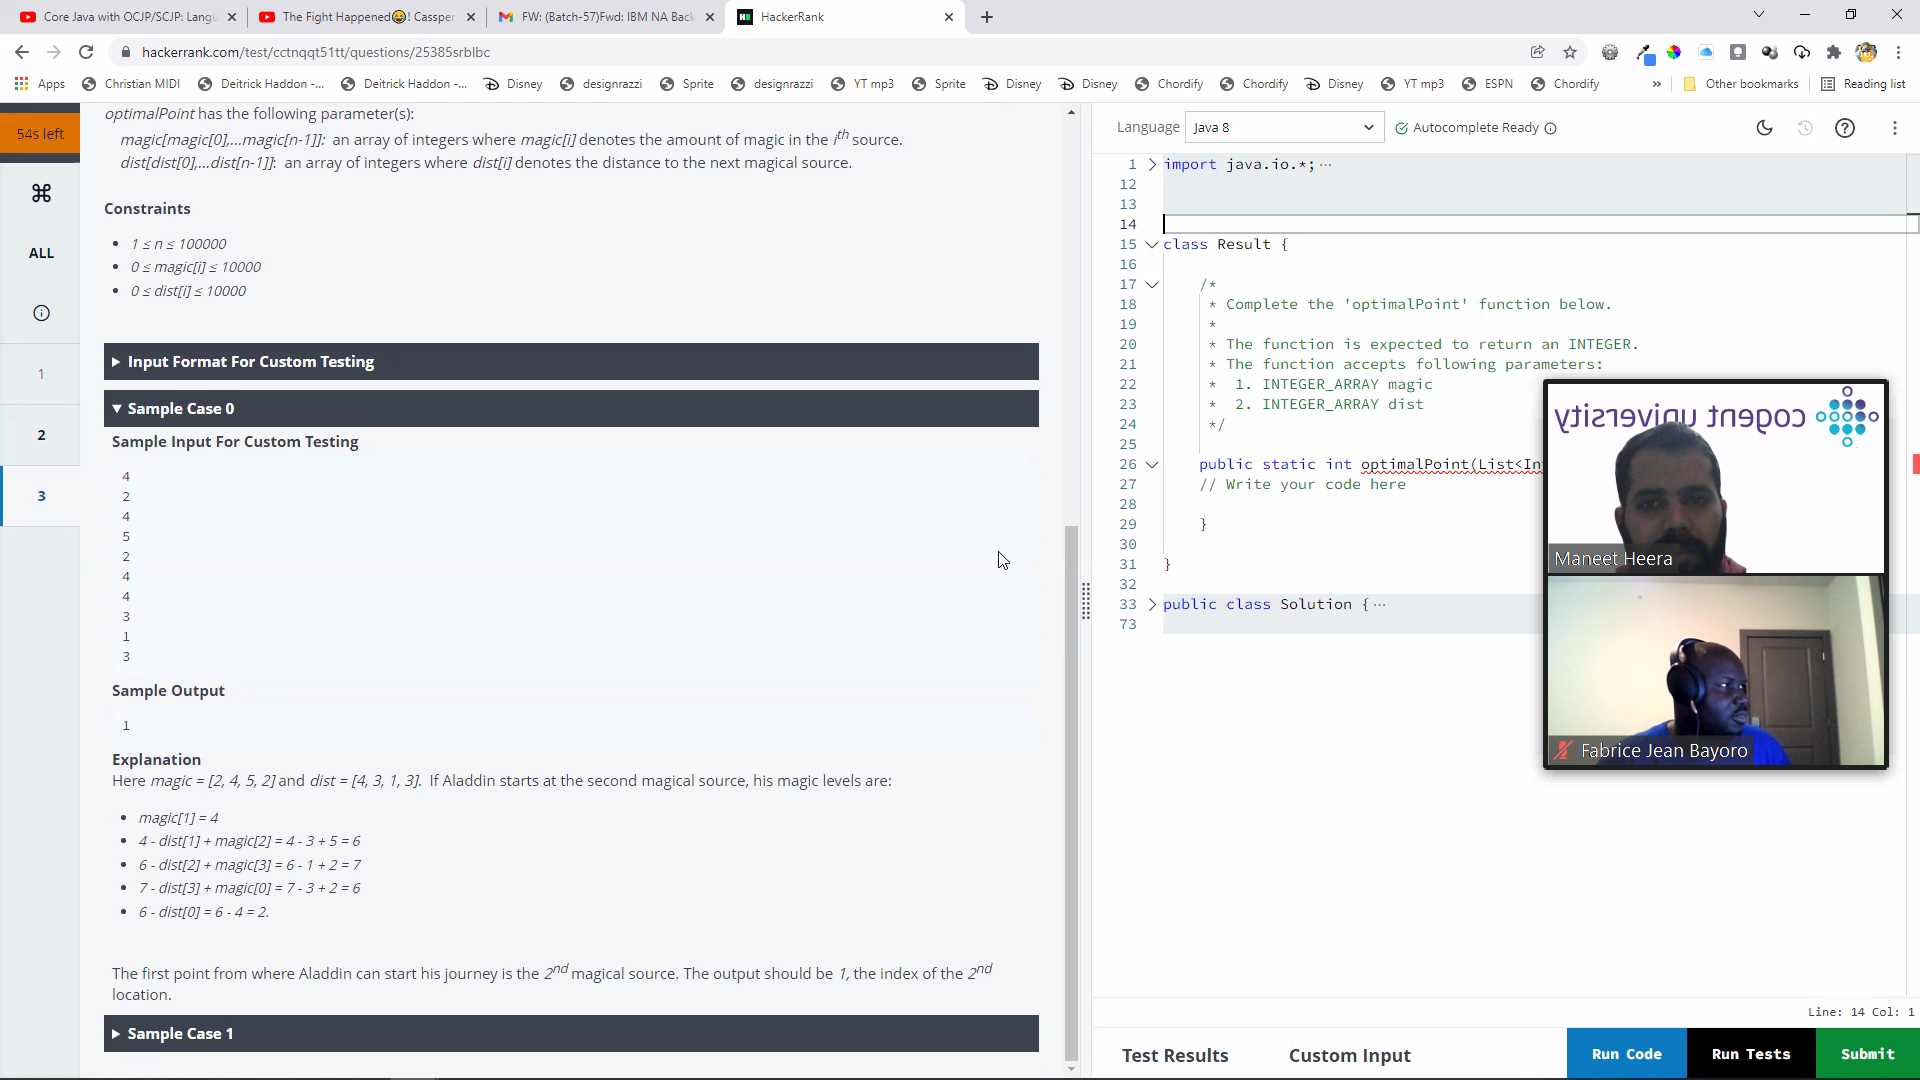 Core Java with OCJP/SCJP: Langu
The Fight Happened😂! Cassper
FW: (Batch-57)Fwd: IBM NA Back
HackerRank
hackerrank.com/test/cctnqqt51tt/questions/25385srblbc
Apps
Christian MIDI
Deitrick Haddon -...
Deitrick Haddon -...
Disney
designrazzi
Sprite
designrazzi
YT mp3
Sprite
Disney
Disney
Chordify
Chordify
Disney
YT mp3
ESPN
Chordify
»
Other bookmarks
Reading list
54s left
ALL
1
2
3
optimalPoint has the following parameter(s):
magic[magic[0],...magic[n-1]]: an array of integers where magic[i] denotes the amount of magic in the ith source.
dist[dist[0],...dist[n-1]]: an array of integers where dist[i] denotes the distance to the next magical source.
Constraints
• 1 ≤ n ≤ 100000
• 0 ≤ magic[i] ≤ 10000
• 0 ≤ dist[i] ≤ 10000
Input Format For Custom Testing
Sample Case 0
Sample Input For Custom Testing
4
2
4
5
2
4
4
3
1
3
Sample Output
1
Explanation
Here magic = [2, 4, 5, 2] and dist = [4, 3, 1, 3]. If Aladdin starts at the second magical source, his magic levels are:
• magic[1] = 4
• 4 - dist[1] + magic[2] = 4 - 3 + 5 = 6
• 6 - dist[2] + magic[3] = 6 - 1 + 2 = 7
• 7 - dist[3] + magic[0] = 7 - 3 + 2 = 6
• 6 - dist[0] = 6 - 4 = 2.
The first point from where Aladdin can start his journey is the 2nd magical source. The output should be 1, the index of the 2nd
location.
Sample Case 1
Language
Java 8
Autocomplete Ready
1 import java.io.*; ...
12
13
14
15 class Result {
16
17 /*
18 * Complete the 'optimalPoint' function below.
19 *
20 * The function is expected to return an INTEGER.
21 * The function accepts following parameters:
22 * 1. INTEGER_ARRAY magic
23 * 2. INTEGER_ARRAY dist
24 */
25
26 public static int optimalPoint(List<In
27 // Write your code here
28
29 }
30
31 }
32
33 public class Solution { ...
73
cogent university
Maneet Heera
Fabrice Jean Bayoro
Line: 14 Col: 1
Test Results
Custom Input
Run Code
Run Tests
Submit